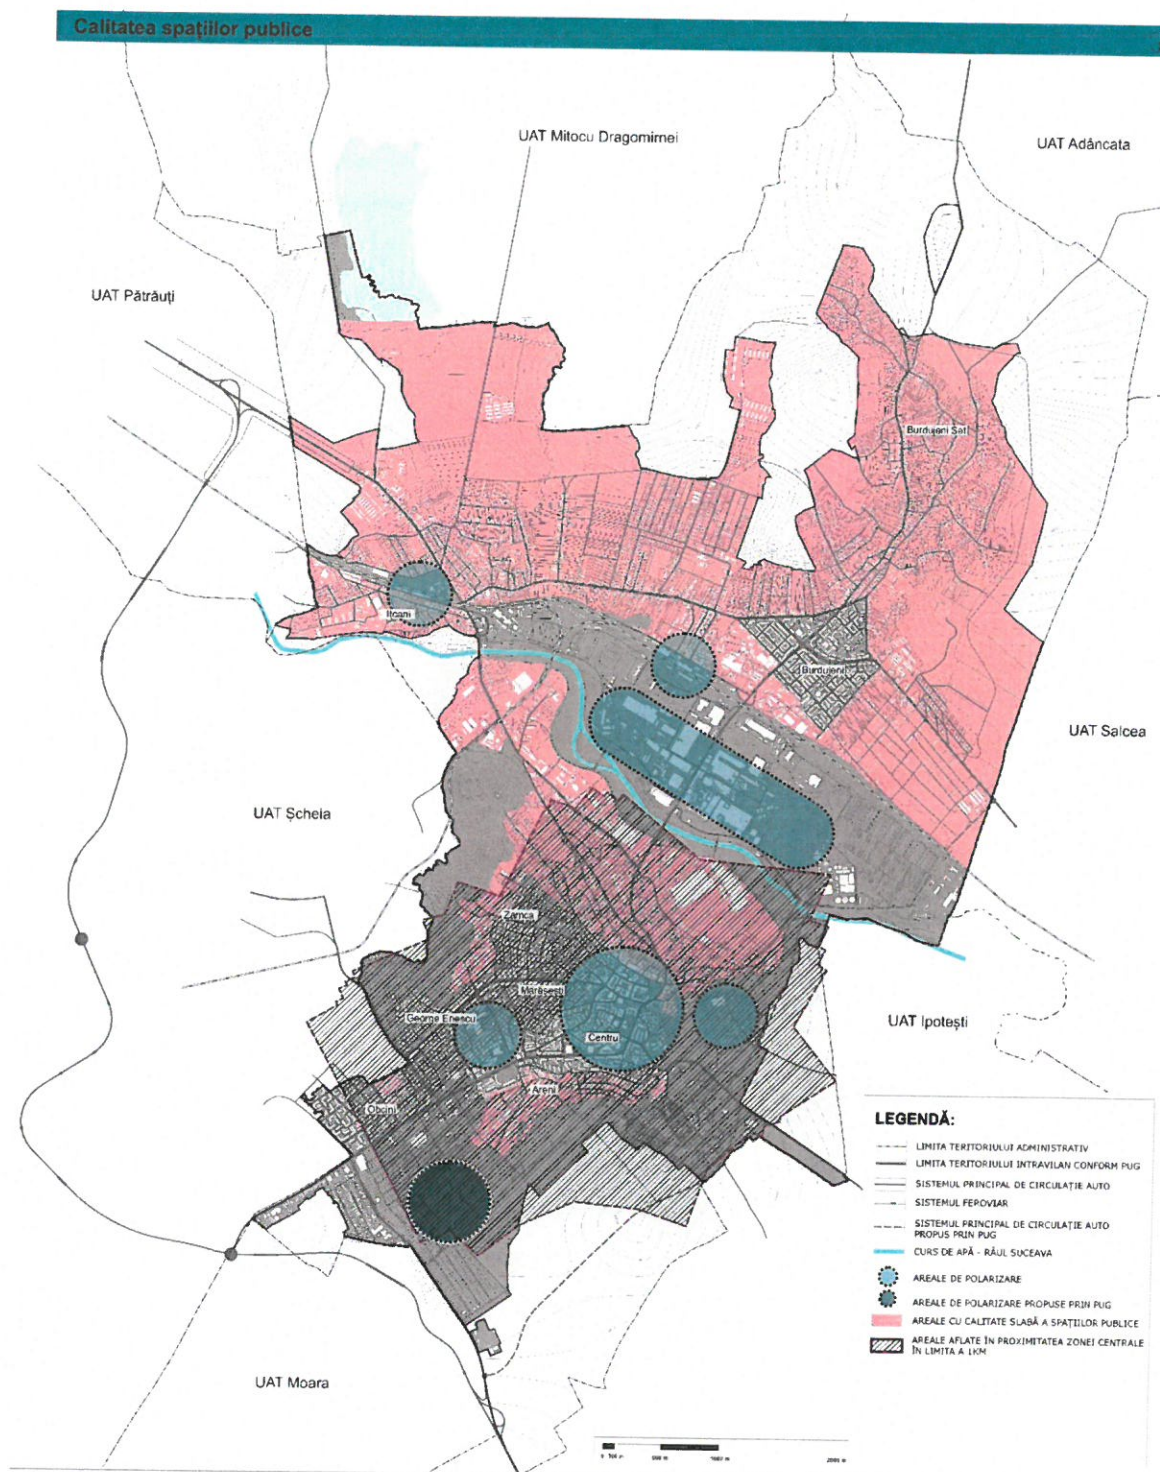 Calitatea spațiilor publice
UAT Mitocu Dragomirnei
UAT Adâncata
UAT Pătrăuți
Burdujeni Sat
Ițcani
Burdujeni
UAT Salcea
UAT Șcheia
Zamca
Mărășești
George Enescu
Centru
UAT Ipotești
Areni
Obcini
UAT Moara
LEGENDĂ:
LIMITA TERITORIULUI ADMINISTRATIV
LIMITA TERITORIULUI INTRAVILAN CONFORM PUG
SISTEMUL PRINCIPAL DE CIRCULAȚIE AUTO
SISTEMUL FEROVIAR
SISTEMUL PRINCIPAL DE CIRCULAȚIE AUTO
PROPUS PRIN PUG
CURS DE APĂ - RÂUL SUCEAVA
AREALE DE POLARIZARE
AREALE DE POLARIZARE PROPUSE PRIN PUG
AREALE CU CALITATE SLABĂ A SPAȚIILOR PUBLICE
AREALE AFLATE ÎN PROXIMITATEA ZONEI CENTRALE
ÎN LIMITA A 1KM